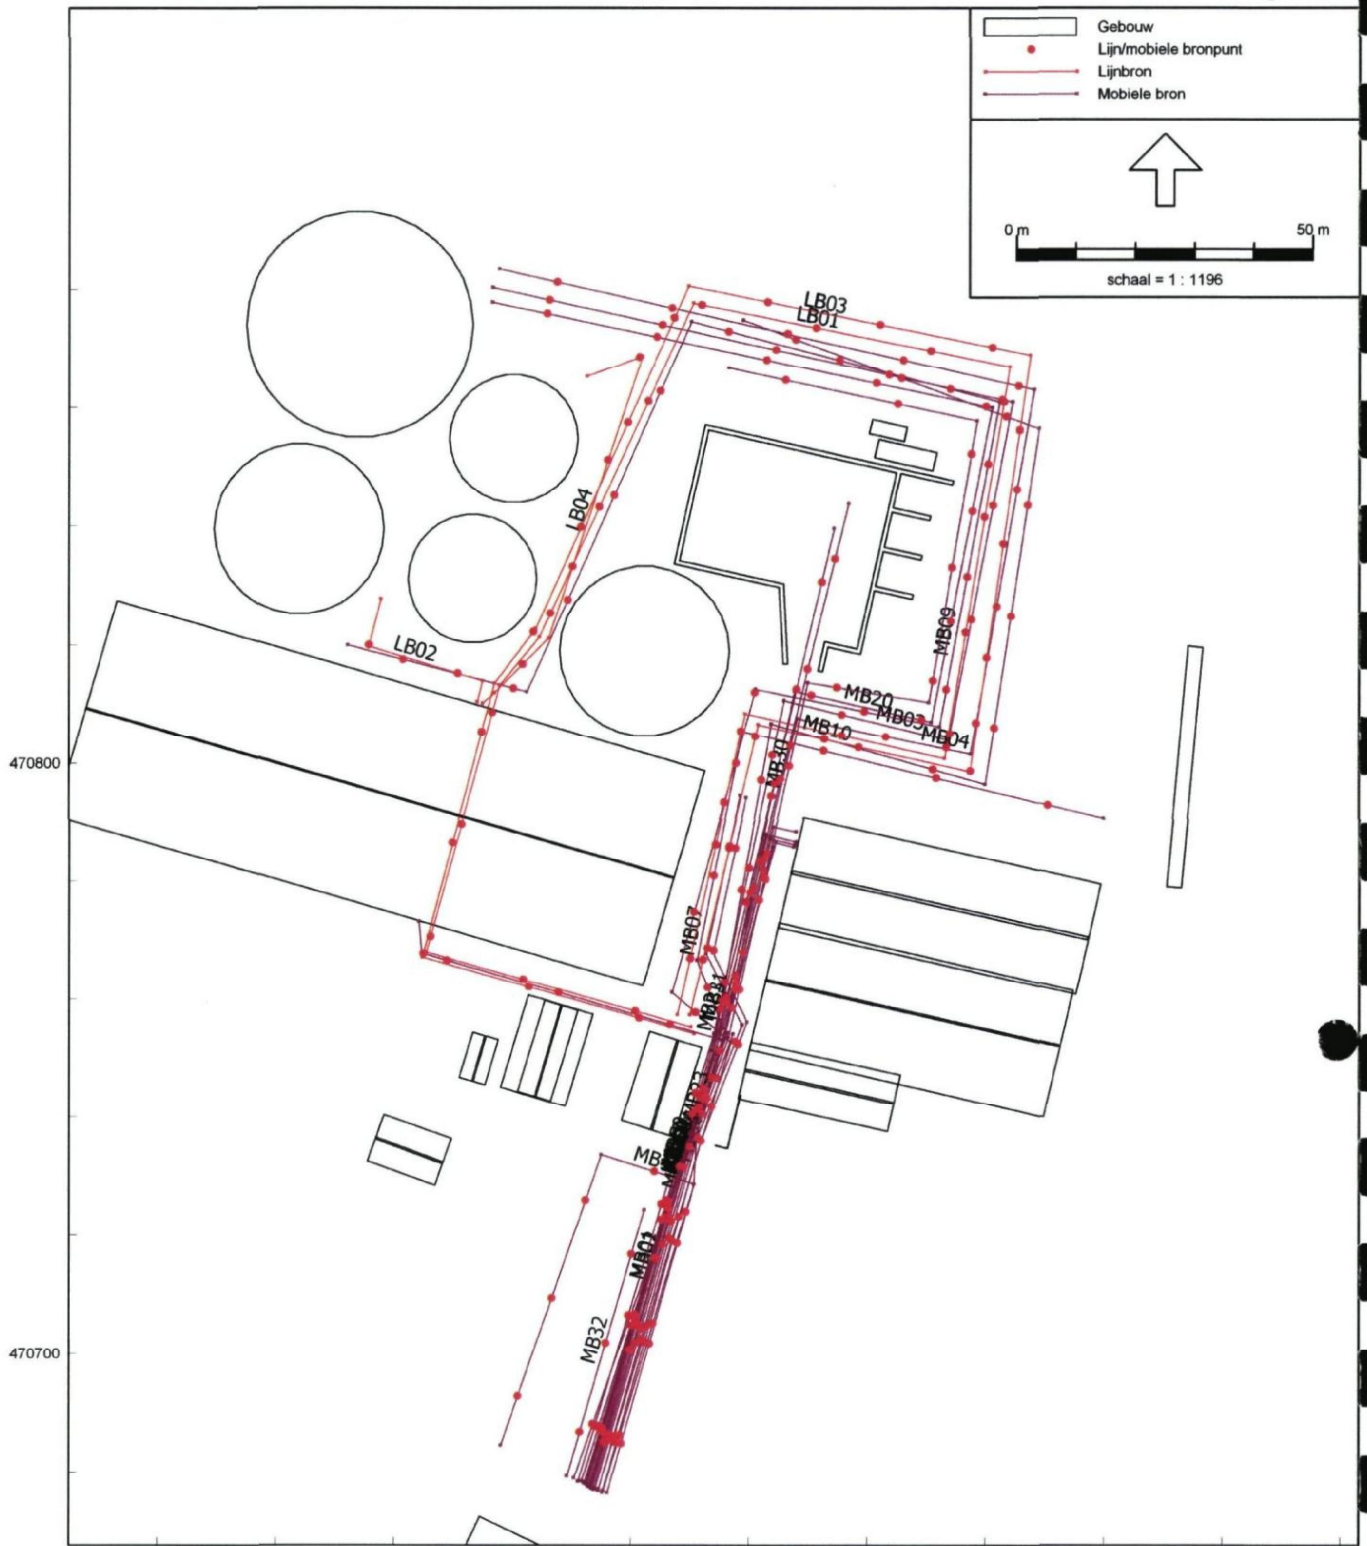 Gebouw
Lijn/mobiele bronpunt
Lijnbron
Mobiele bron
0 m 50 m
schaal = 1 : 1196
LB03
LB01
LB04
LB02
MB09
MB20
MB03
MB04
MB10
MB30
470800
MB07
MB32
470700